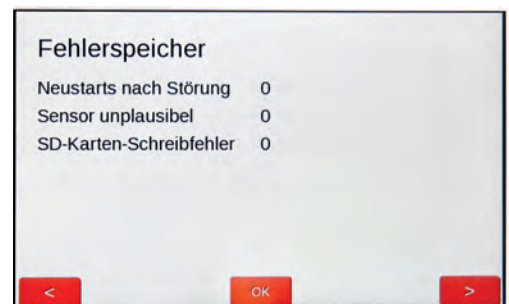 Fehlerspeicher
Neustarts nach Störung 0
Sensor unplausibel 0
SD-Karten-Schreibfehler 0
< OK >